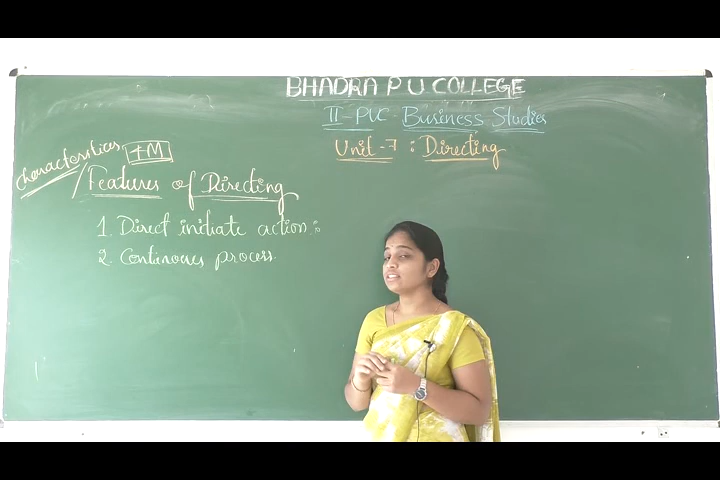 BHADRA P U COLLEGE
II-PUC Business Studies
Unit-7 : Directing
Characteristics 4M
/Features of Directing
1. Direct initiate action:
2. Continous process.